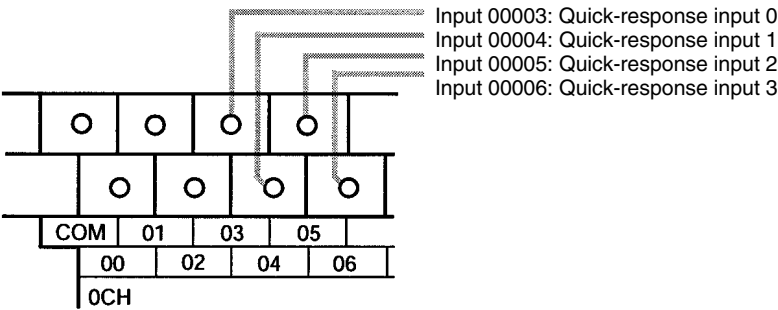 Input 00003: Quick-response input 0
Input 00004: Quick-response input 1
Input 00005: Quick-response input 2
Input 00006: Quick-response input 3
COM 01 03 05
00 02 04 06
0CH